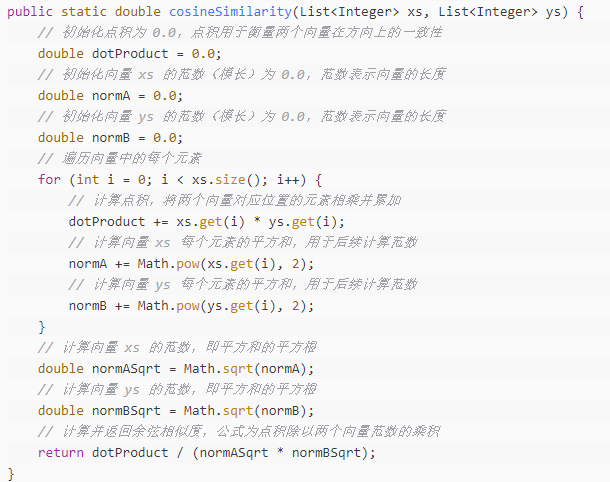 public static double cosineSimilarity(List<Integer> xs, List<Integer> ys) {
    // 初始化点积为 0.0，点积用于衡量两个向量在方向上的一致性
    double dotProduct = 0.0;
    // 初始化向量 xs 的范数（模长）为 0.0，范数表示向量的长度
    double normA = 0.0;
    // 初始化向量 ys 的范数（模长）为 0.0，范数表示向量的长度
    double normB = 0.0;
    // 遍历向量中的每个元素
    for (int i = 0; i < xs.size(); i++) {
        // 计算点积，将两个向量对应位置的元素相乘并累加
        dotProduct += xs.get(i) * ys.get(i);
        // 计算向量 xs 每个元素的平方和，用于后续计算范数
        normA += Math.pow(xs.get(i), 2);
        // 计算向量 ys 每个元素的平方和，用于后续计算范数
        normB += Math.pow(ys.get(i), 2);
    }
    // 计算向量 xs 的范数，即平方和的平方根
    double normASqrt = Math.sqrt(normA);
    // 计算向量 ys 的范数，即平方和的平方根
    double normBSqrt = Math.sqrt(normB);
    // 计算并返回余弦相似度，公式为点积除以两个向量范数的乘积
    return dotProduct / (normASqrt * normBSqrt);
}